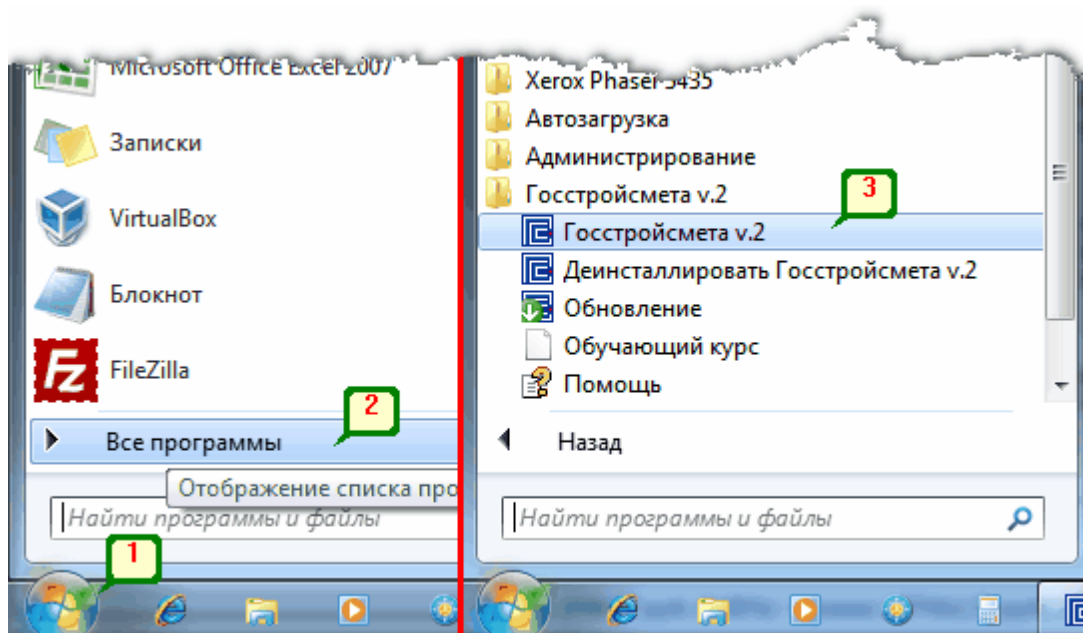 Microsoft Office Excel 2007
Записки
VirtualBox
Блокнот
FileZilla
2
Все программы
Отображение списка про
Найти программы и файлы
1
Xerox Phaser 3435
Автозагрузка
Администрирование
Госстройсмета v.2
3
Госстройсмета v.2
Деинсталлировать Госстройсмета v.2
Обновление
Обучающий курс
Помощь
Назад
Найти программы и файлы